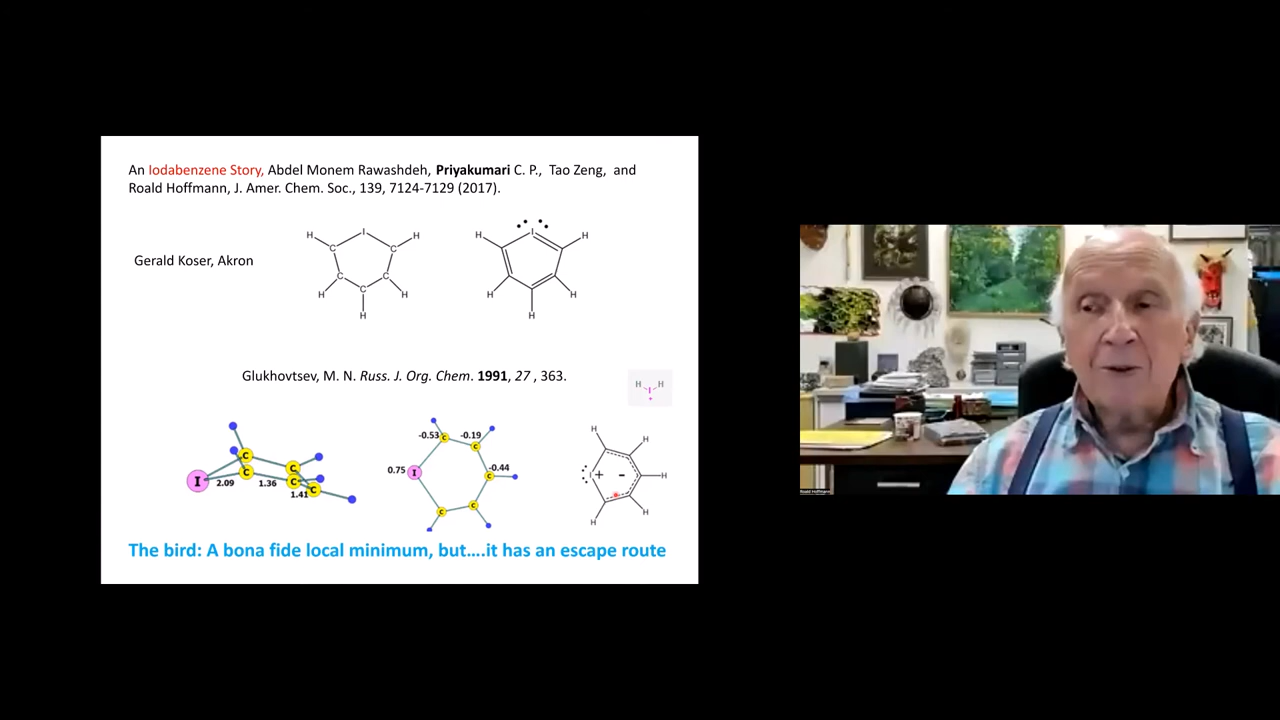 An Iodabenzene Story, Abdel Monem Rawashdeh, Priyakumari C. P., Tao Zeng, and
Roald Hoffmann, J. Amer. Chem. Soc., 139, 7124-7129 (2017).
Gerald Koser, Akron
H I H
C C
C C
H C H
H
I
H H
H H
H
Glukhovtsev, M. N. Russ. J. Org. Chem. 1991, 27 , 363.
H H
I
I C C C C C
2.09 1.36 1.41
-0.53 C -0.19 C
0.75 I -0.44 C
C C
H H
I + - H
H H
The bird: A bona fide local minimum, but....it has an escape route
Roald Hoffmann